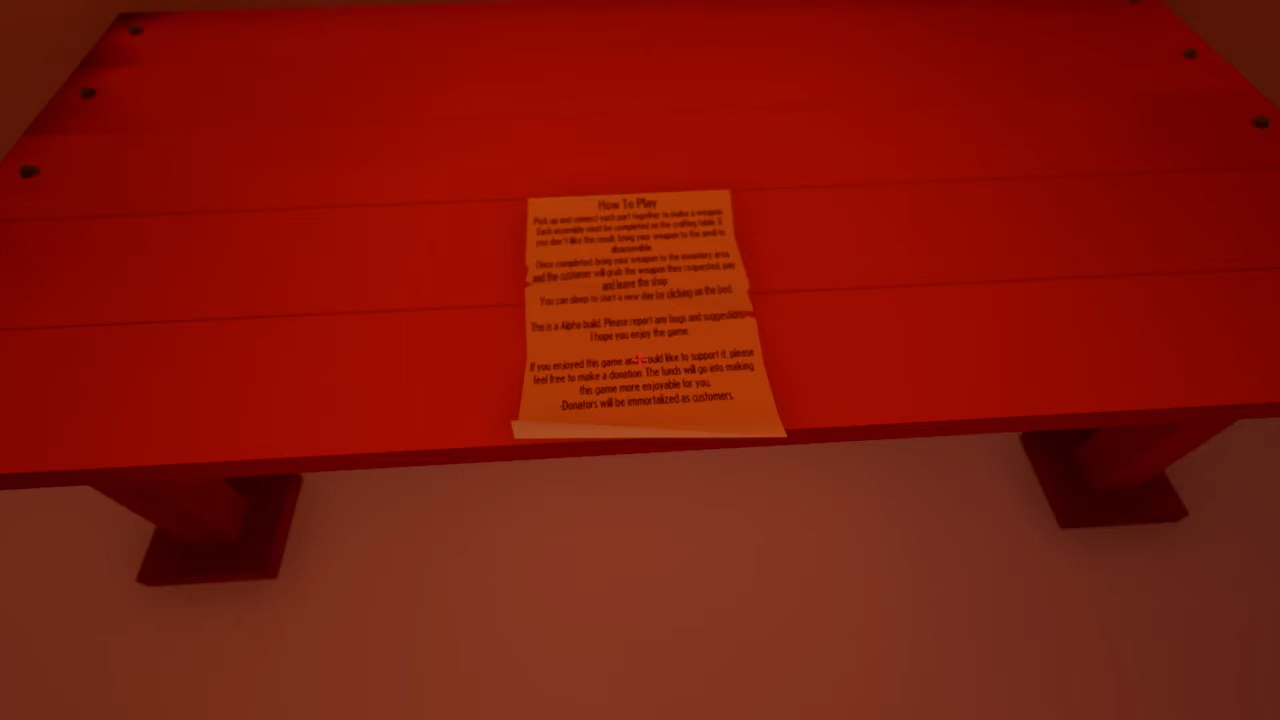 How To Play
Pick up and connect each part together to make a weapon.
Each assembly must be completed on the crafting table. If
you don't like the result, bring your weapon to the anvil to
disassemble.
Once completed, bring your weapon to the inventory area
and the customer will grab the weapon they requested, pay
and leave the shop.
You can sleep to start a new day by clicking on the bed.
This is a Alpha build. Please report any bugs and suggestions.
I hope you enjoy the game.
If you enjoyed this game and would like to support it, please
feel free to make a donation. The funds will go into making
this game more enjoyable for you.
-Donators will be immortalized as customers.